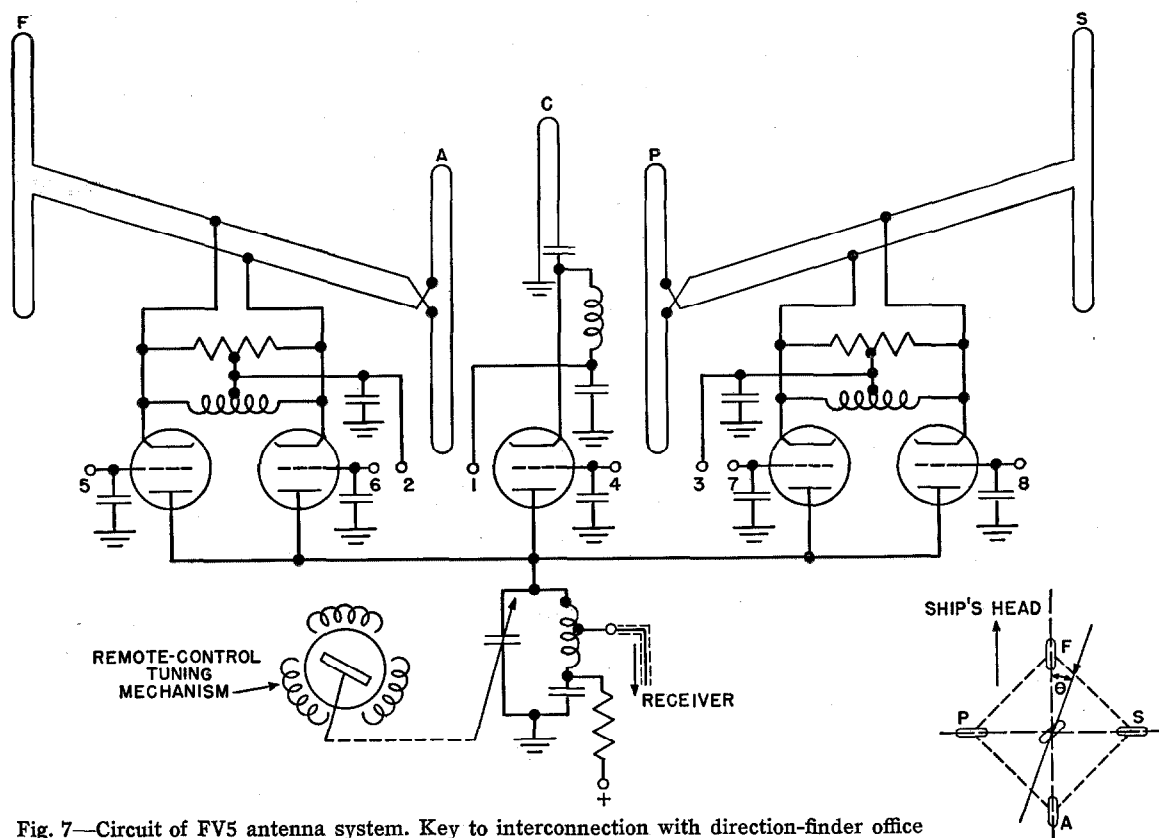 F
S
C
A
P
5
6
2
1
4
3
7
8
REMOTE-CONTROL
TUNING
MECHANISM
RECEIVER
+
SHIP'S HEAD
F
θ
P
S
A
Fig. 7—Circuit of FV5 antenna system. Key to interconnection with direction-finder office